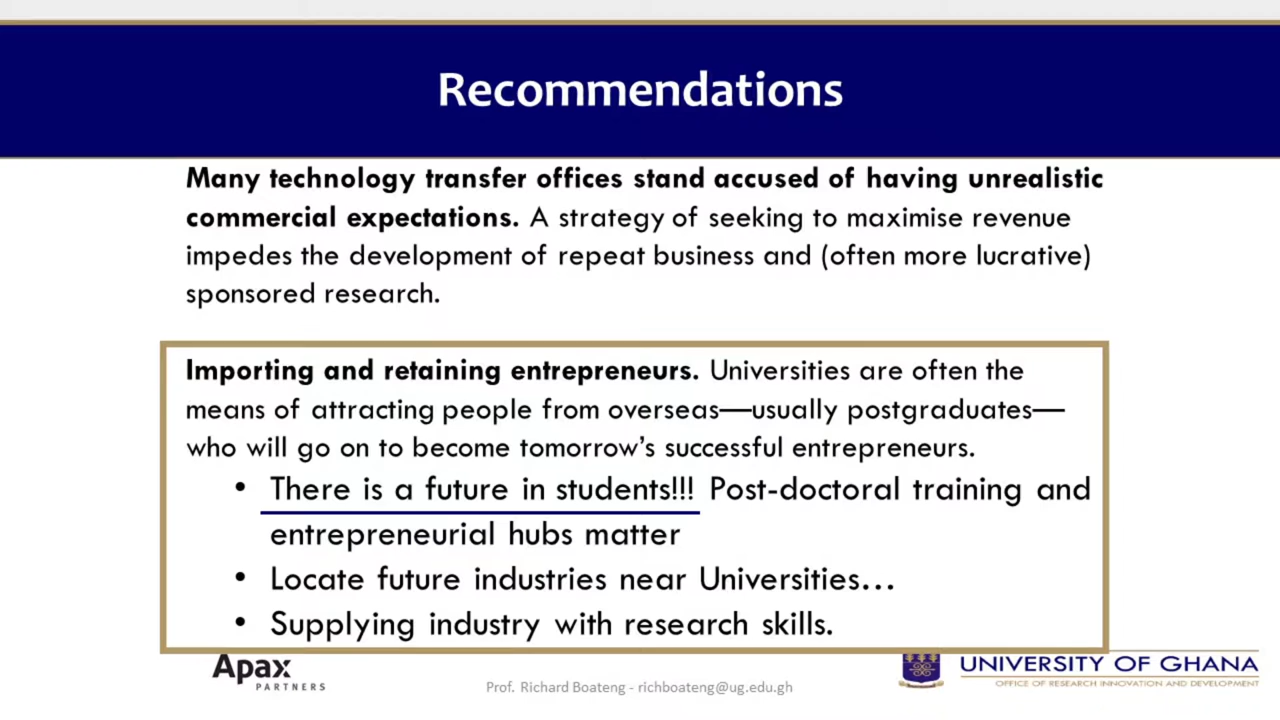 Recommendations
Many technology transfer offices stand accused of having unrealistic
commercial expectations. A strategy of seeking to maximise revenue
impedes the development of repeat business and (often more lucrative)
sponsored research.
Importing and retaining entrepreneurs. Universities are often the
means of attracting people from overseas—usually postgraduates—
who will go on to become tomorrow's successful entrepreneurs.
• There is a future in students!!! Post-doctoral training and
entrepreneurial hubs matter
• Locate future industries near Universities…
• Supplying industry with research skills.
Apax
PARTNERS
Prof. Richard Boateng - richboateng@ug.edu.gh
UNIVERSITY OF GHANA
OFFICE OF RESEARCH INNOVATION AND DEVELOPMENT